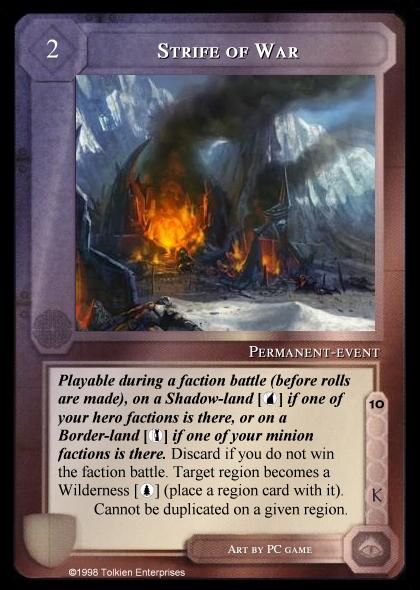 2
STRIFE OF WAR
PERMANENT-EVENT
Playable during a faction battle (before rolls
are made), on a Shadow-land [ ] if one of
your hero factions is there, or on a
Border-land [ ] if one of your minion
factions is there. Discard if you do not win
the faction battle. Target region becomes a
Wilderness [ ] (place a region card with it).
Cannot be duplicated on a given region.
10
K
ART BY PC GAME
©1998 Tolkien Enterprises